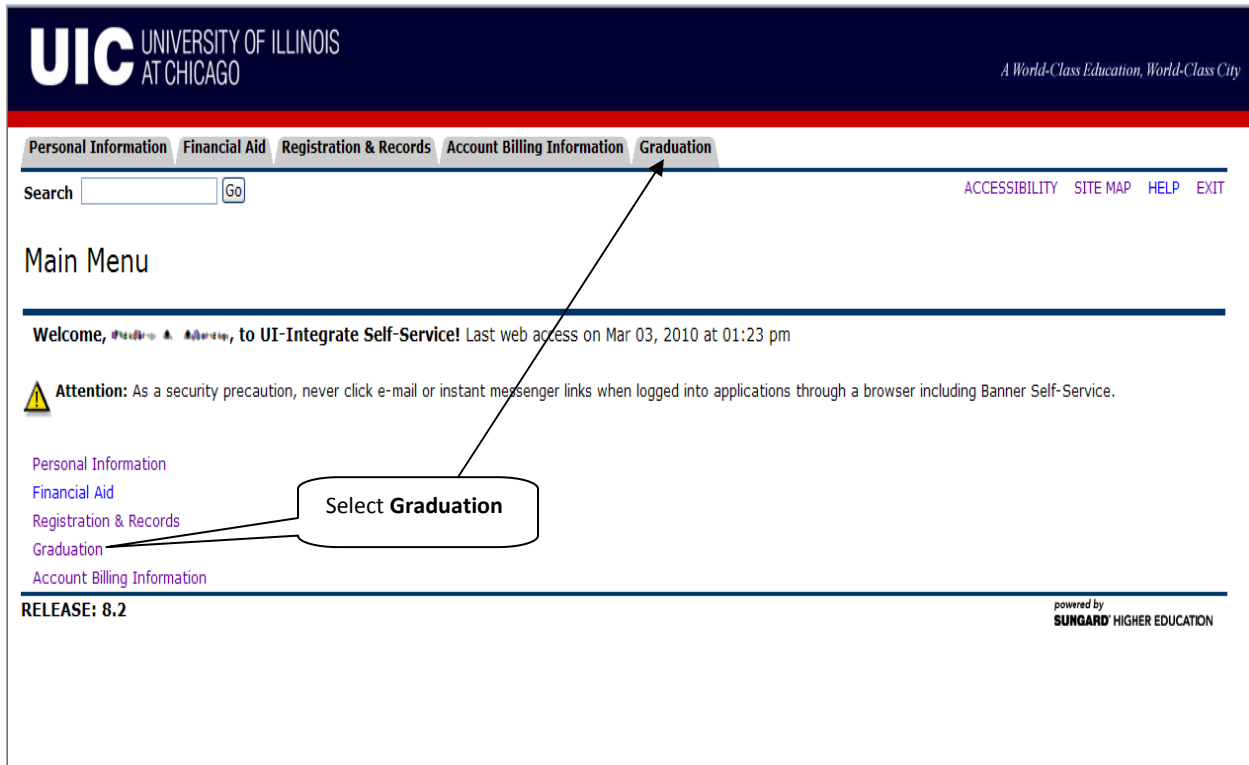 UIC UNIVERSITY OF ILLINOIS
AT CHICAGO
A World-Class Education, World-Class City
Personal Information Financial Aid Registration & Records Account Billing Information Graduation
Search Go ACCESSIBILITY SITE MAP HELP EXIT
Main Menu
Welcome, , to UI-Integrate Self-Service! Last web access on Mar 03, 2010 at 01:23 pm
Attention: As a security precaution, never click e-mail or instant messenger links when logged into applications through a browser including Banner Self-Service.
Personal Information
Financial Aid
Select Graduation
Registration & Records
Graduation
Account Billing Information
RELEASE: 8.2
powered by
SUNGARD' HIGHER EDUCATION